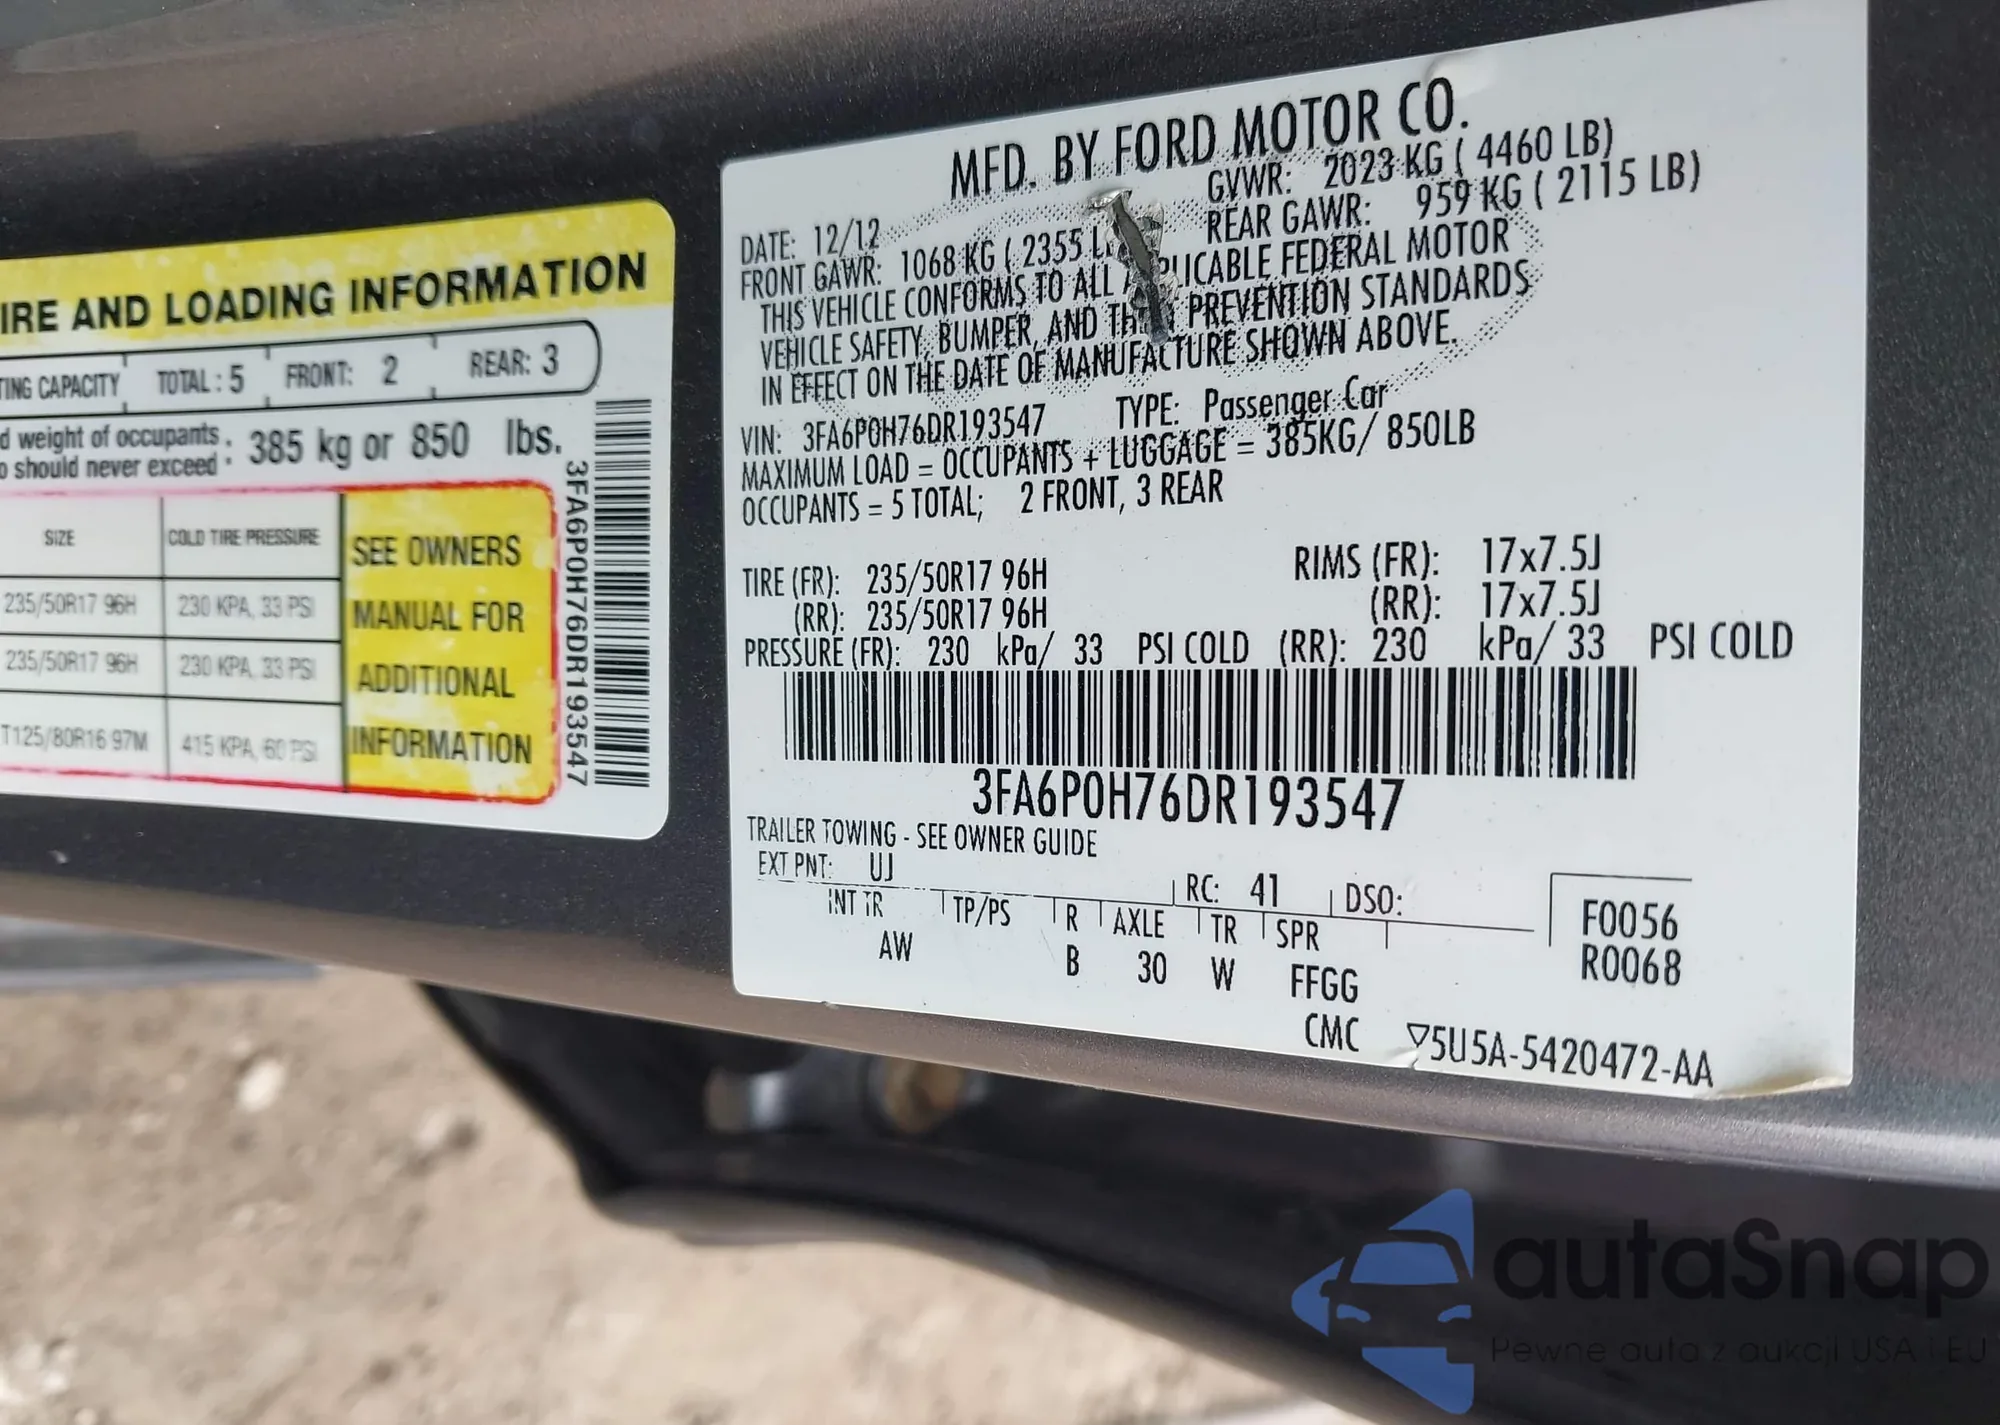 IRE AND LOADING INFORMATION
TING CAPACITY TOTAL : 5 FRONT: 2 REAR: 3
d weight of occupants
o should never exceed 385 kg or 850 lbs.
SIZE COLD TIRE PRESSURE
235/50R17 96H 230 KPA, 33 PSI
235/50R17 96H 230 KPA, 33 PSI
T125/80R16 97M 415 KPA, 60 PSI
SEE OWNERS
MANUAL FOR
ADDITIONAL
INFORMATION
3FA6P0H76DR193547
MFD. BY FORD MOTOR CO.
DATE: 12/12 GVWR: 2023 KG ( 4460 LB)
FRONT GAWR: 1068 KG ( 2355 L REAR GAWR: 959 KG ( 2115 LB)
THIS VEHICLE CONFORMS TO ALL PLICABLE FEDERAL MOTOR
VEHICLE SAFETY, BUMPER, AND TH PREVENTION STANDARDS
IN EFFECT ON THE DATE OF MANUFACTURE SHOWN ABOVE.
VIN: 3FA6P0H76DR193547 TYPE: Passenger Car
MAXIMUM LOAD = OCCUPANTS + LUGGAGE = 385KG/ 850LB
OCCUPANTS = 5 TOTAL; 2 FRONT, 3 REAR
TIRE (FR): 235/50R17 96H RIMS (FR): 17x7.5J
(RR): 235/50R17 96H (RR): 17x7.5J
PRESSURE (FR): 230 kPa/ 33 PSI COLD (RR): 230 kPa/ 33 PSI COLD
3FA6P0H76DR193547
TRAILER TOWING - SEE OWNER GUIDE
EXT PNT: UJ RC: 41 DSO:
INT TR TP/PS R AXLE TR SPR
AW B 30 W FFGG
CMC
F0056
R0068
▽5U5A-5420472-AA
autaSnap
Pewne auta z aukcji USA i EU